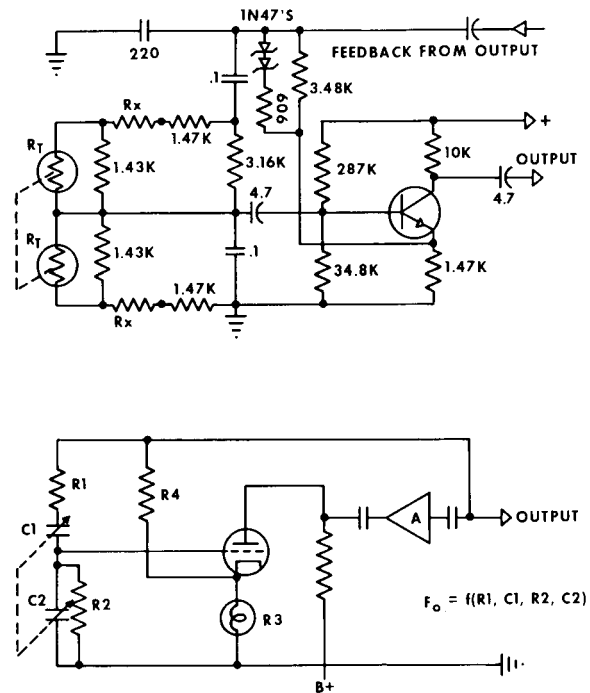 1N47'S
220
FEEDBACK FROM OUTPUT
.1
909
3.48K
Rx
1.47K
RT
1.43K
3.16K
287K
10K
+
OUTPUT
4.7
4.7
RT
1.43K
.1
34.8K
1.47K
1.47K
Rx
R1
R4
C1
A
OUTPUT
C2
R2
R3
Fo = f(R1, C1, R2, C2)
B+